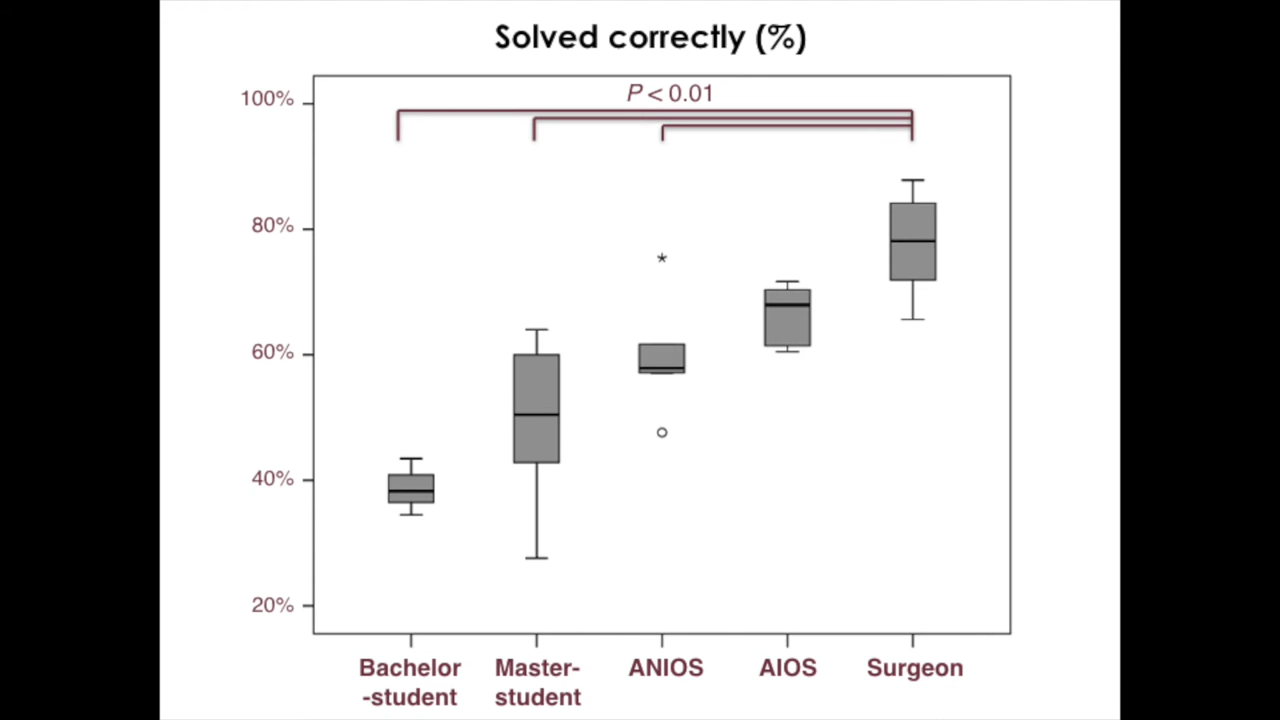 Solved correctly (%)
P < 0.01
100%
80%
60%
40%
20%
Bachelor
-student
Master-
student
ANIOS
AIOS
Surgeon